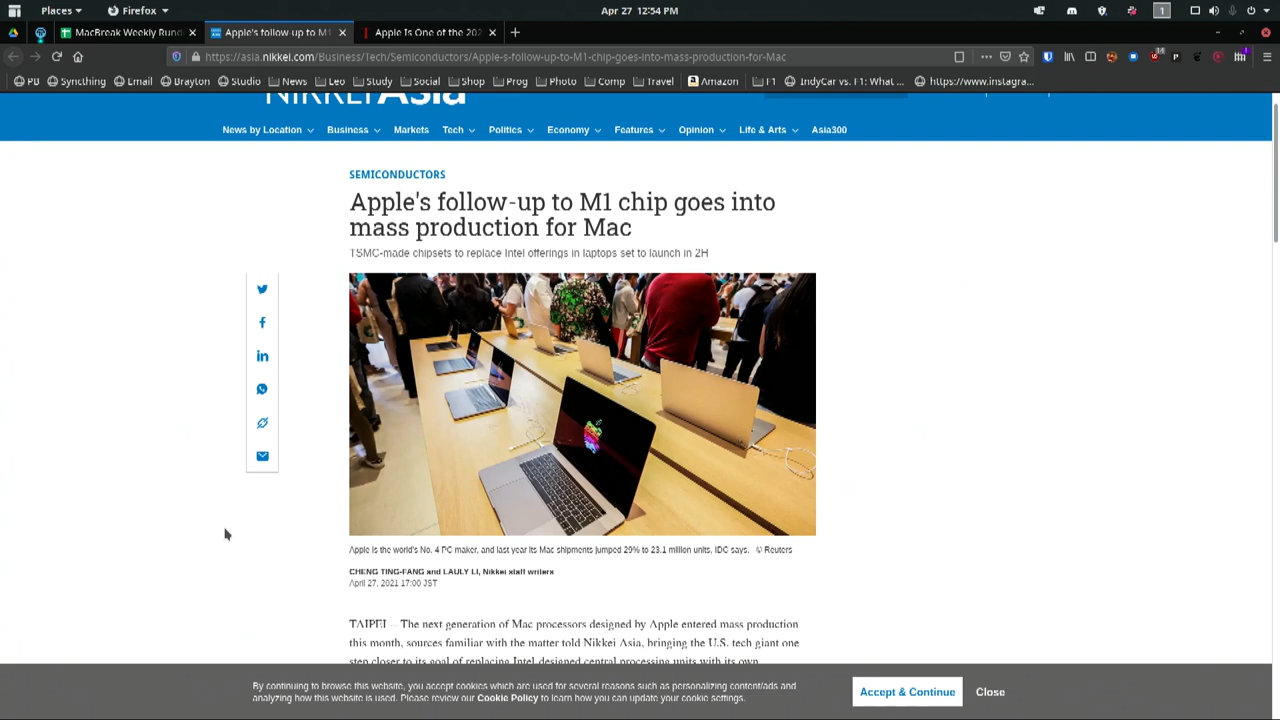 Places
Firefox
Apr 27 12:54 PM
1
MacBreak Weekly Rund
Apple's follow-up to M1
Apple Is One of the 202
https://asia.nikkei.com/Business/Tech/Semiconductors/Apple-s-follow-up-to-M1-chip-goes-into-mass-production-for-Mac
PB
Syncthing
Email
Brayton
Studio
News
Leo
Study
Social
Shop
Prog
Photo
Comp
Travel
Amazon
F1
IndyCar vs. F1: What ...
https://www.instagra...
NIKKEI Asia
News by Location
Business
Markets
Tech
Politics
Economy
Features
Opinion
Life & Arts
Asia300
SEMICONDUCTORS
Apple's follow-up to M1 chip goes into
mass production for Mac
TSMC-made chipsets to replace Intel offerings in laptops set to launch in 2H
Apple is the world's No. 4 PC maker, and last year its Mac shipments jumped 29% to 23.1 million units, IDC says. © Reuters
CHENG TING-FANG and LAULY LI, Nikkei staff writers
April 27, 2021 17:00 JST
TAIPEI -- The next generation of Mac processors designed by Apple entered mass production
this month, sources familiar with the matter told Nikkei Asia, bringing the U.S. tech giant one
step closer to its goal of replacing Intel-designed central processing units with its own.
By continuing to browse this website, you accept cookies which are used for several reasons such as personalizing content/ads and
analyzing how this website is used. Please review our Cookie Policy to learn how you can update your cookie settings.
Accept & Continue
Close